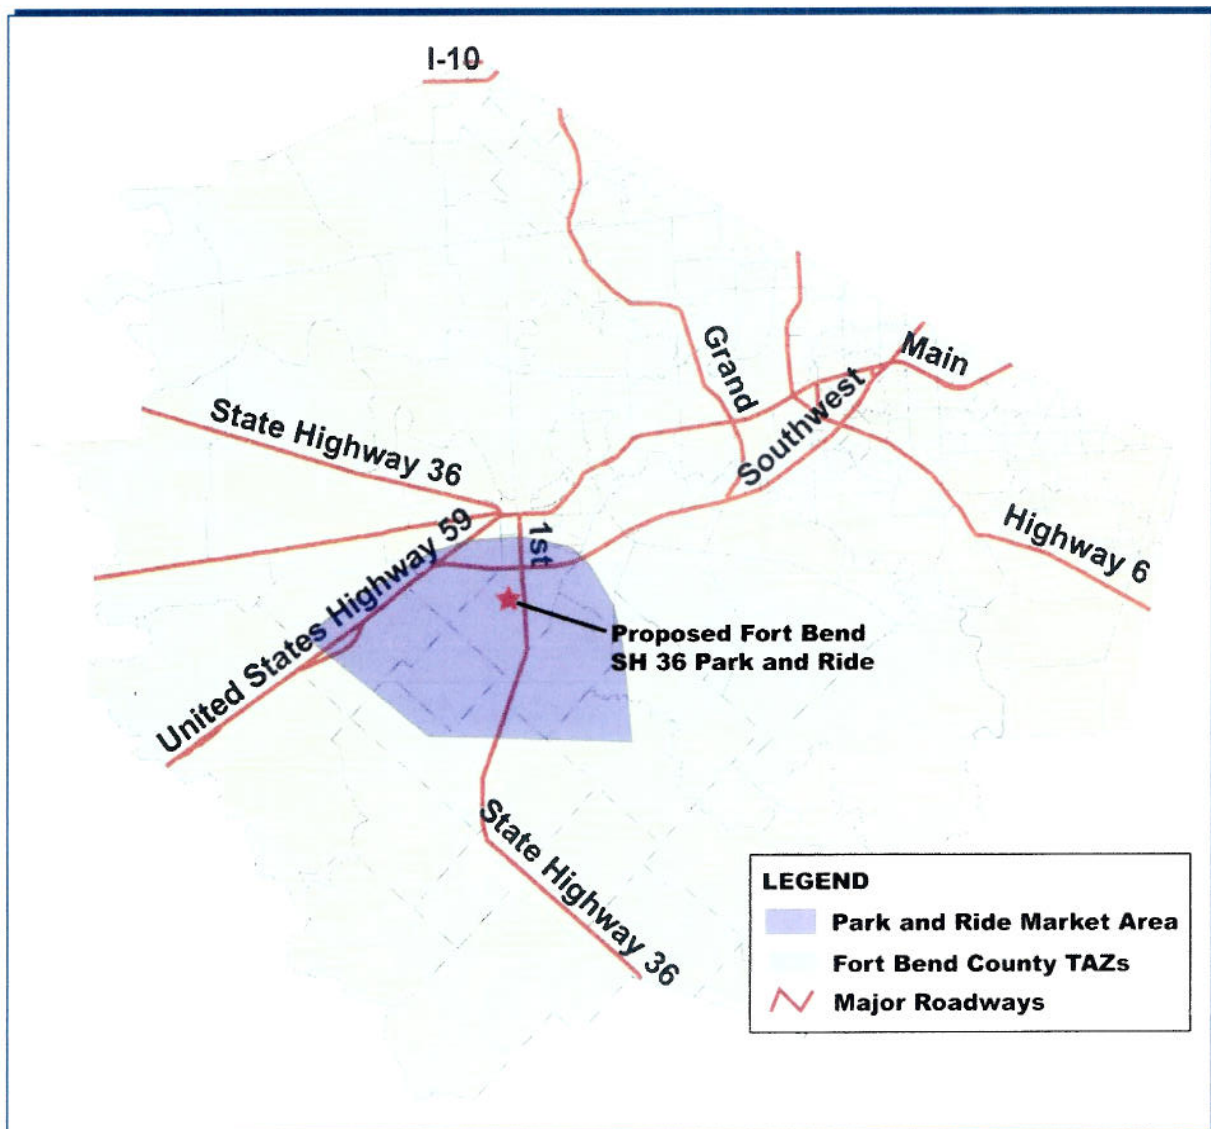 I-10
Grand
Main
Southwest
State Highway 36
Highway 6
1st
United States Highway 59
Proposed Fort Bend
SH 36 Park and Ride
State Highway 36
LEGEND
Park and Ride Market Area
Fort Bend County TAZs
Major Roadways